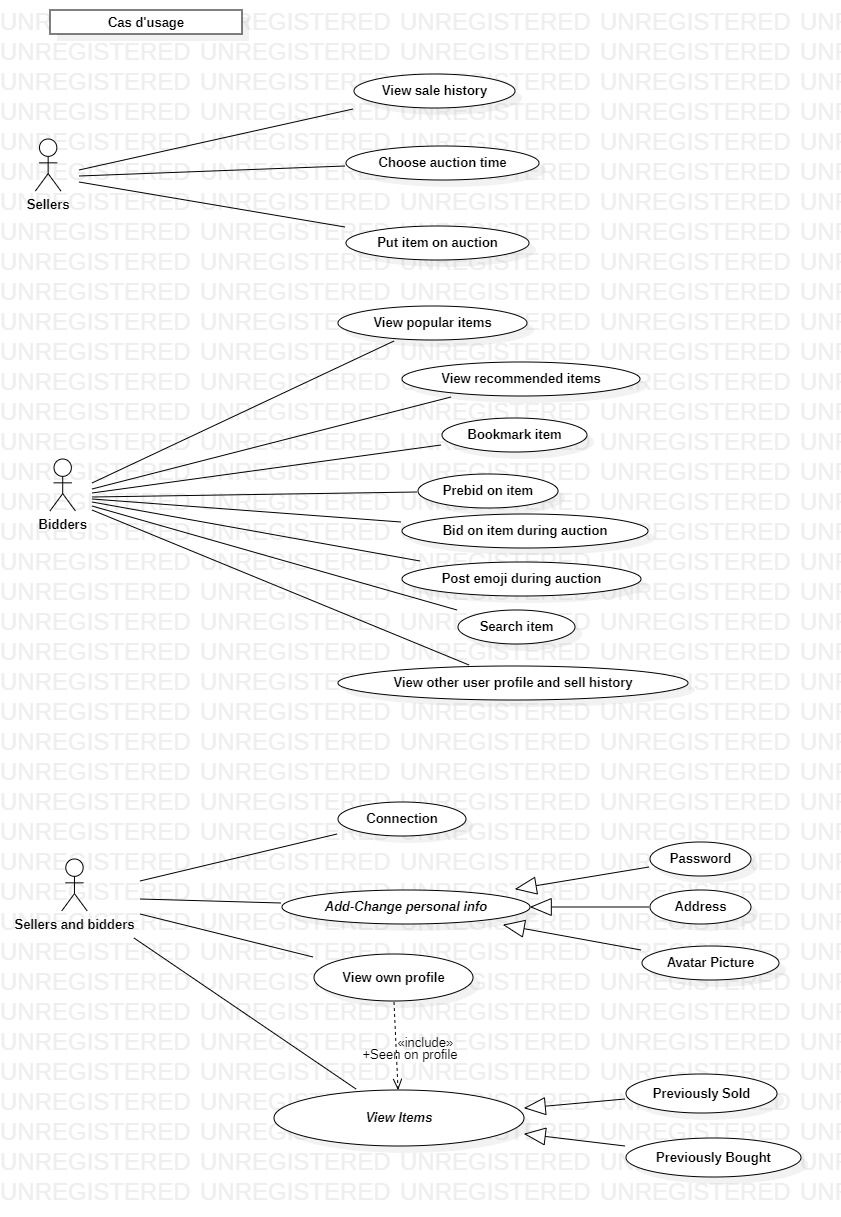 Cas d'usage
View sale history
Choose auction time
Sellers
Put item on auction
View popular items
View recommended items
Bookmark item
Prebid on item
Bidders
Bid on item during auction
Post emoji during auction
Search item
View other user profile and sell history
Connection
Password
Add-Change personal info
Address
Sellers and bidders
Avatar Picture
View own profile
«include»
+Seen on profile
Previously Sold
View Items
Previously Bought
UNREGISTERED